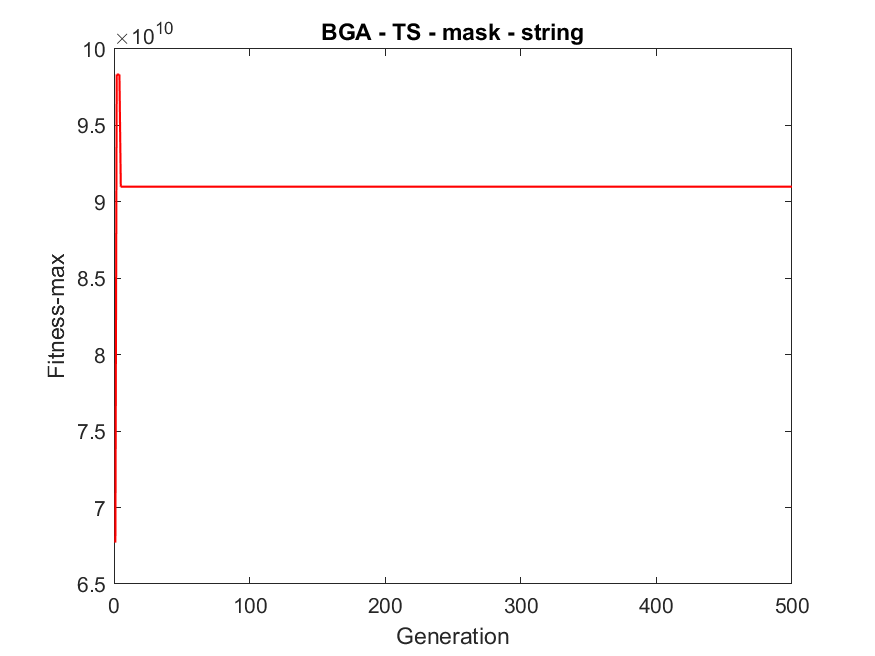 BGA - TS - mask - string
×10^10
10
9.5
9
8.5
8
7.5
7
6.5
Fitness-max
0 100 200 300 400 500
Generation